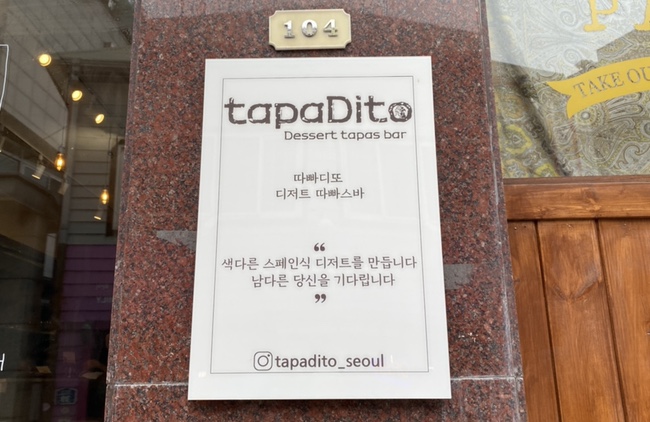 104
tapaDito
Dessert tapas bar
따빠디또
디저트 따빠스바
“
색다른 스페인식 디저트를 만듭니다
남다른 당신을 기다립니다
”
tapadito_seoul
TAKE OU